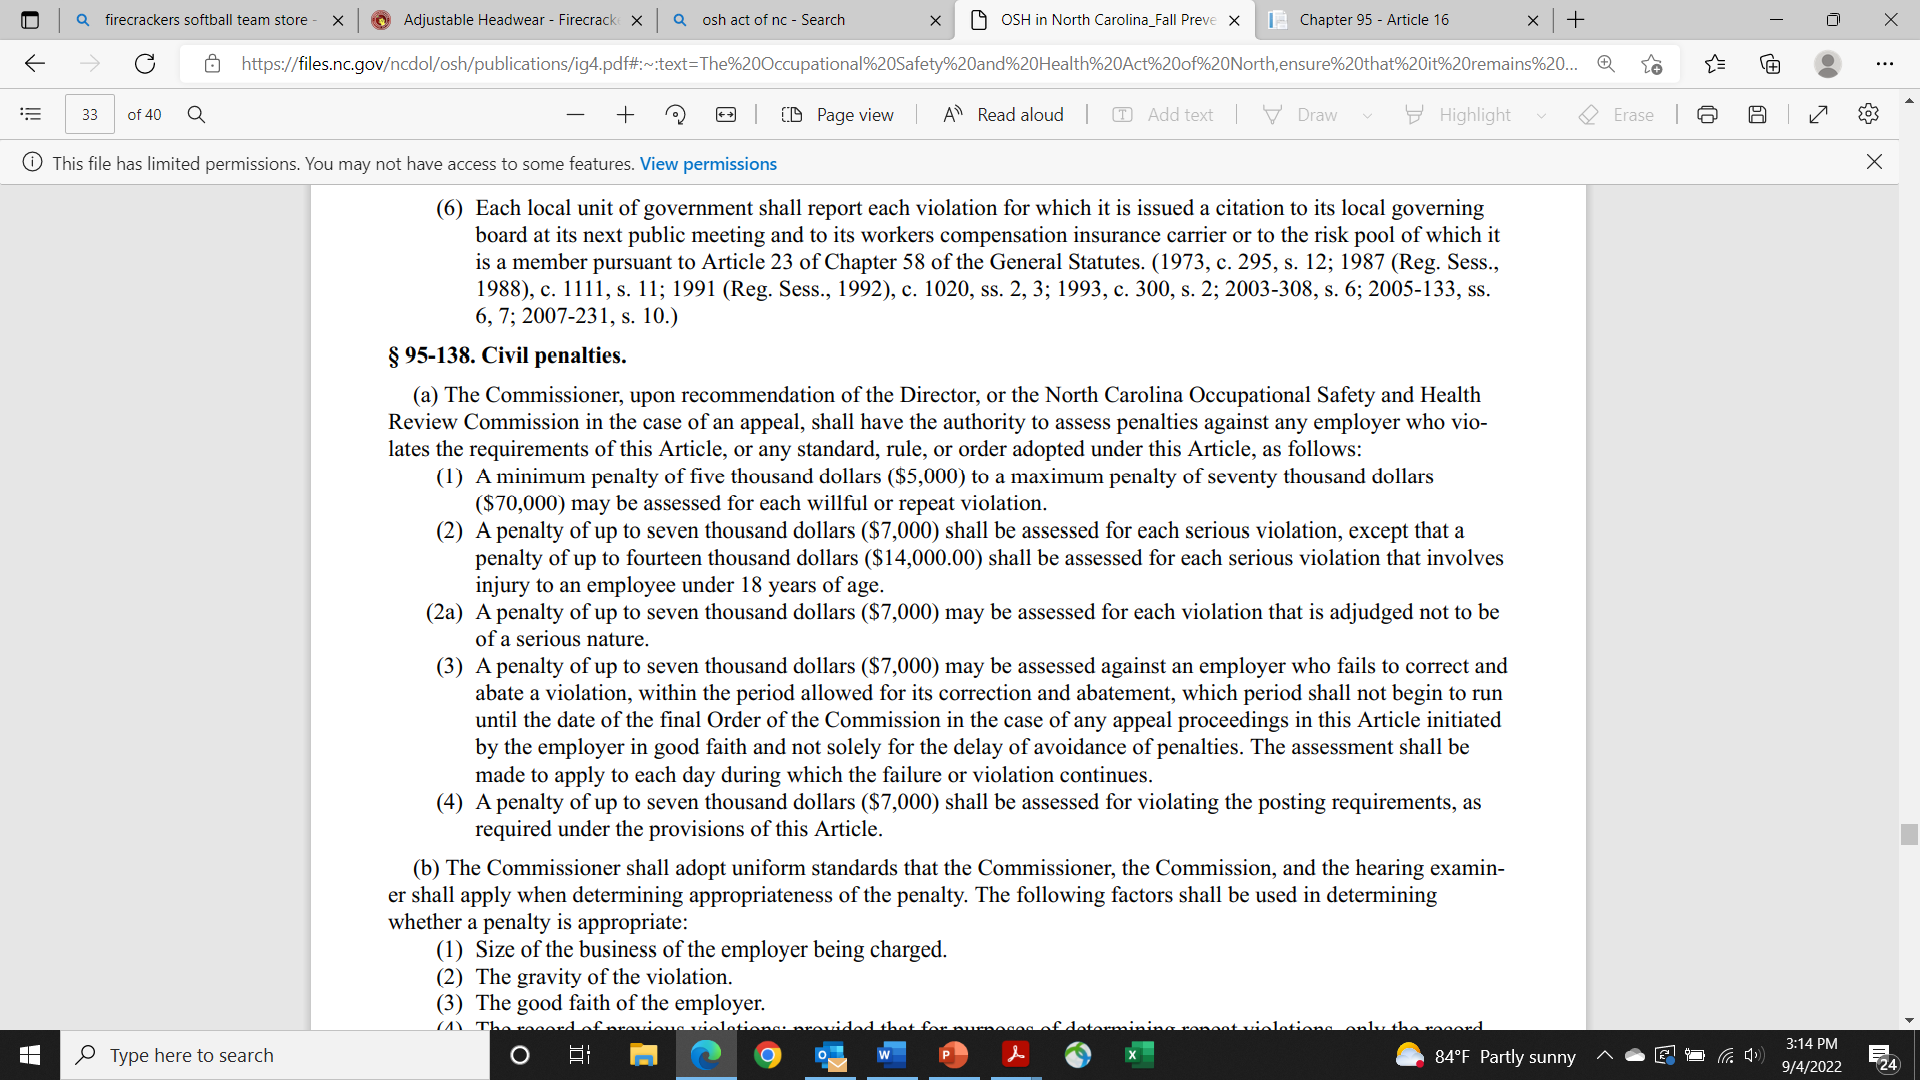 firecrackers softball team store -
Adjustable Headwear - Firecrack
osh act of nc - Search
OSH in North Carolina_Fall Preve
Chapter 95 - Article 16
https://files.nc.gov/ncdol/osh/publications/ig4.pdf#:~:text=The%20Occupational%20Safety%20and%20Health%20Act%20of%20North,ensure%20that%20it%20remains%20...
33 of 40
Page view
Read aloud
Add text
Draw
Highlight
Erase
This file has limited permissions. You may not have access to some features. View permissions
(6) Each local unit of government shall report each violation for which it is issued a citation to its local governing
board at its next public meeting and to its workers compensation insurance carrier or to the risk pool of which it
is a member pursuant to Article 23 of Chapter 58 of the General Statutes. (1973, c. 295, s. 12; 1987 (Reg. Sess.,
1988), c. 1111, s. 11; 1991 (Reg. Sess., 1992), c. 1020, ss. 2, 3; 1993, c. 300, s. 2; 2003-308, s. 6; 2005-133, ss.
6, 7; 2007-231, s. 10.)
§ 95-138. Civil penalties.
(a) The Commissioner, upon recommendation of the Director, or the North Carolina Occupational Safety and Health
Review Commission in the case of an appeal, shall have the authority to assess penalties against any employer who vio-
lates the requirements of this Article, or any standard, rule, or order adopted under this Article, as follows:
(1) A minimum penalty of five thousand dollars ($5,000) to a maximum penalty of seventy thousand dollars
($70,000) may be assessed for each willful or repeat violation.
(2) A penalty of up to seven thousand dollars ($7,000) shall be assessed for each serious violation, except that a
penalty of up to fourteen thousand dollars ($14,000.00) shall be assessed for each serious violation that involves
injury to an employee under 18 years of age.
(2a) A penalty of up to seven thousand dollars ($7,000) may be assessed for each violation that is adjudged not to be
of a serious nature.
(3) A penalty of up to seven thousand dollars ($7,000) may be assessed against an employer who fails to correct and
abate a violation, within the period allowed for its correction and abatement, which period shall not begin to run
until the date of the final Order of the Commission in the case of any appeal proceedings in this Article initiated
by the employer in good faith and not solely for the delay of avoidance of penalties. The assessment shall be
made to apply to each day during which the failure or violation continues.
(4) A penalty of up to seven thousand dollars ($7,000) shall be assessed for violating the posting requirements, as
required under the provisions of this Article.
(b) The Commissioner shall adopt uniform standards that the Commissioner, the Commission, and the hearing examin-
er shall apply when determining appropriateness of the penalty. The following factors shall be used in determining
whether a penalty is appropriate:
(1) Size of the business of the employer being charged.
(2) The gravity of the violation.
(3) The good faith of the employer.
(4) The record of previous violations; provided that for purposes of determining repeat violations, only the record
Type here to search
84°F Partly sunny
3:14 PM
9/4/2022
24